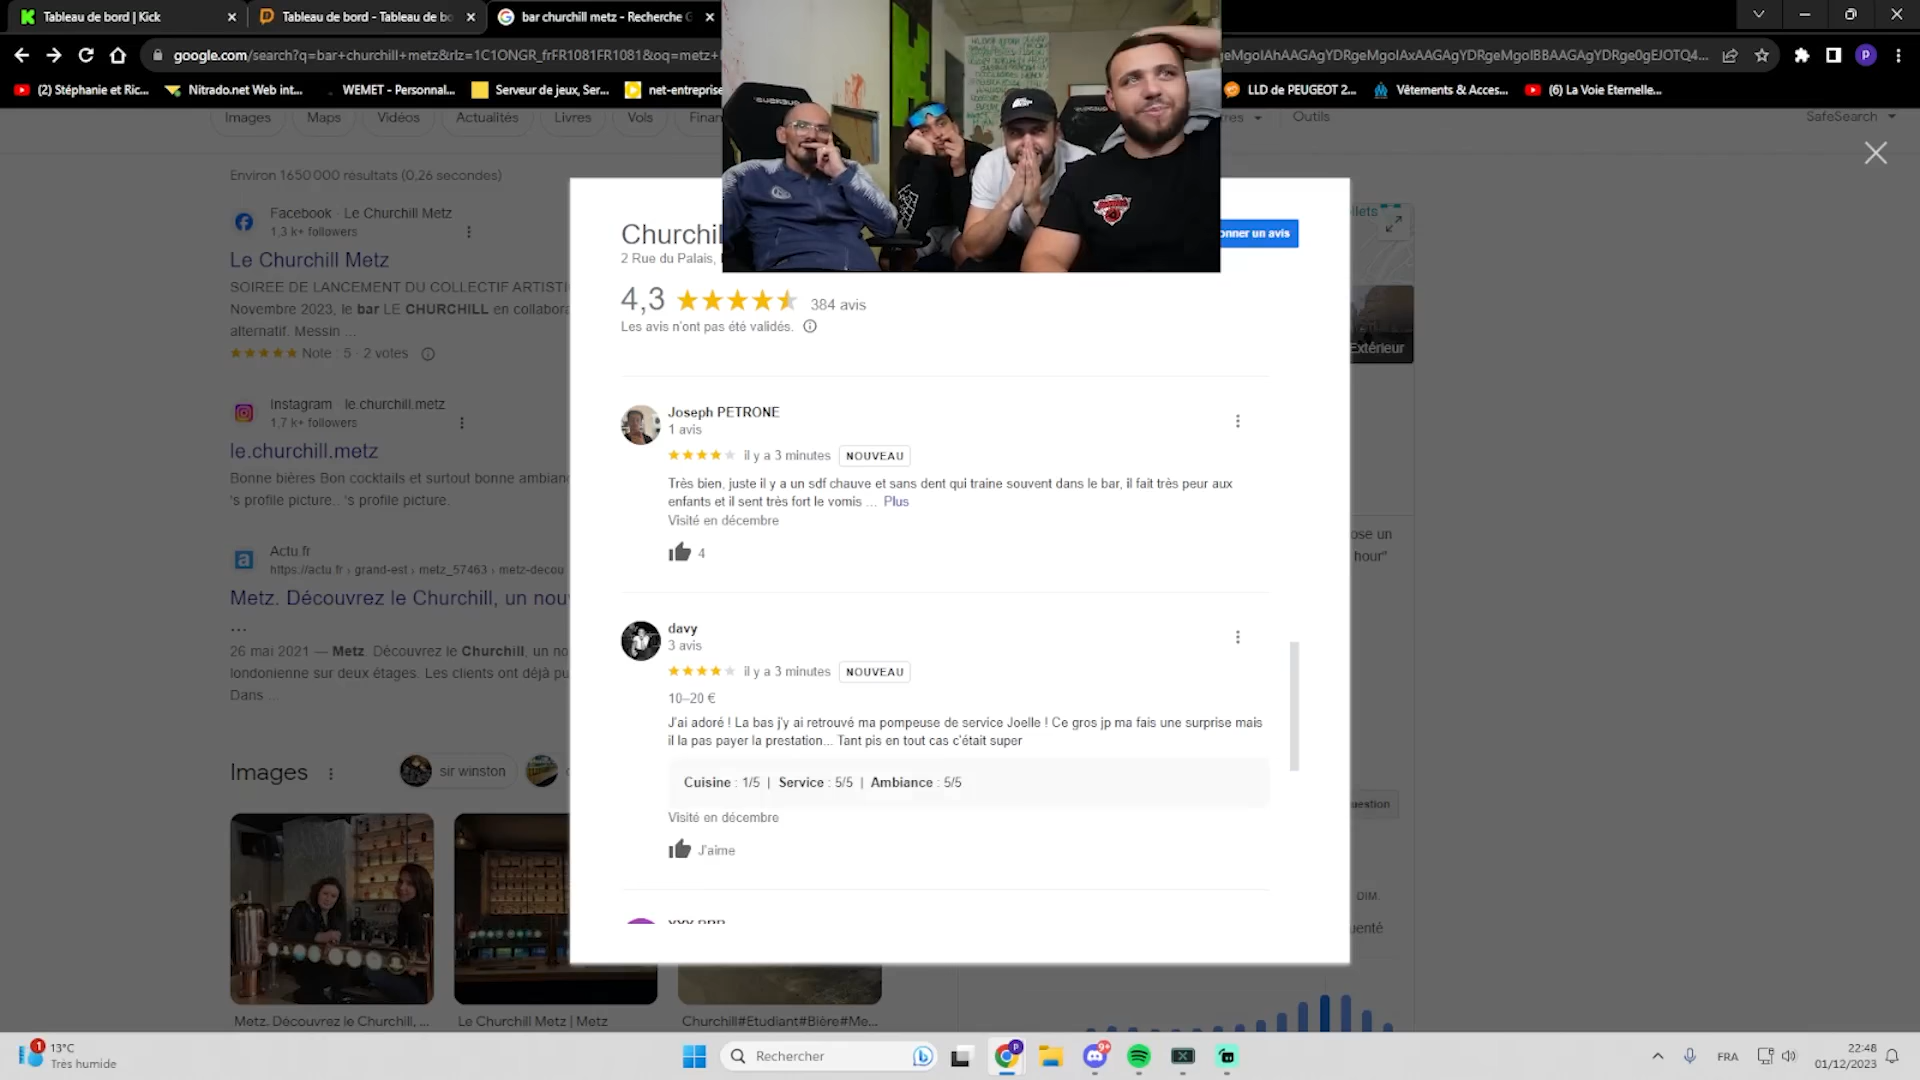 Tableau de bord | Kick
Tableau de bord - Tableau de bo
bar churchill metz - Recherche G
google.com/search?q=bar+churchill+metz&rlz=1C1ONGR_frFR1081FR1081&oq=metz+
(2) Stéphanie et Ric...
Nitrado.net Web int...
WEMET - Personnal...
Serveur de jeux, Ser...
net-entreprise
LLD de PEUGEOT 2...
Vêtements & Acces...
(6) La Voie Eternelle...
Images
Maps
Vidéos
Actualités
Livres
Vols
Finan
Outils
SafeSearch
Environ 1 650 000 résultats (0,26 secondes)
Facebook · Le Churchill Metz
1,3 k+ followers
Le Churchill Metz
SOIREE DE LANCEMENT DU COLLECTIF ARTISTI
Novembre 2023, le bar LE CHURCHILL en collabora
alternatif. Messin ...
Note : 5 · 2 votes
Instagram · le.churchill.metz
1,7 k+ followers
le.churchill.metz
Bonne bières Bon cocktails et surtout bonne ambian
's profile picture.. 's profile picture.
Actu.fr
https://actu.fr › grand-est › metz_57463 › metz-decou
Metz. Découvrez le Churchill, un nou
...
26 mai 2021 — Metz. Découvrez le Churchill, un no
londonienne sur deux étages. Les clients ont déjà pu
Dans ...
Images
sir winston
Metz. Découvrez le Churchill, ...
Le Churchill Metz | Metz
Churchill#Etudiant#Bière#Me...
Churchil
2 Rue du Palais,
onner un avis
4,3
384 avis
Les avis n'ont pas été validés.
Joseph PETRONE
1 avis
il y a 3 minutes
NOUVEAU
Très bien, juste il y a un sdf chauve et sans dent qui traine souvent dans le bar, il fait très peur aux
enfants et il sent très fort le vomis ... Plus
Visité en décembre
4
davy
3 avis
il y a 3 minutes
NOUVEAU
10–20 €
J'ai adoré ! La bas j'y ai retrouvé ma pompeuse de service Joelle ! Ce gros jp ma fais une surprise mais
il la pas payer la prestation... Tant pis en tout cas c'était super
Cuisine : 1/5 | Service : 5/5 | Ambiance : 5/5
Visité en décembre
J'aime
Extérieur
ose un
hour"
uestion
DIM.
uenté
1
13°C
Très humide
Rechercher
FRA
22:48
01/12/2023